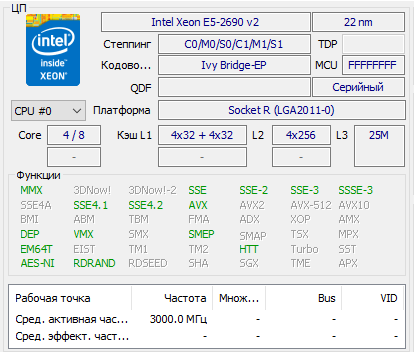 ЦП
intel
inside™
XEON®
Intel Xeon E5-2690 v2 22 nm
Степпинг C0/M0/S0/C1/M1/S1 TDP
Кодово... Ivy Bridge-EP MCU FFFFFFFF
QDF Серийный
CPU #0 Платформа Socket R (LGA2011-0)
Core 4 / 8 Кэш L1 4x32 + 4x32 L2 4x256 L3 25M
- - - -
Функции
MMX 3DNow! 3DNow!-2 SSE SSE-2 SSE-3 SSSE-3
SSE4A SSE4.1 SSE4.2 AVX AVX2 AVX-512 AVX10
BMI ABM TBM FMA ADX XOP AMX
DEP VMX SMX SMEP SMAP TSX MPX
EM64T EIST TM1 TM2 HTT Turbo SST
AES-NI RDRAND RDSEED SHA SGX TME APX
Рабочая точка Частота Множ... Bus VID
Сред. активная час... 3000.0 МГц - - -
Сред. эффект. част... - - - -